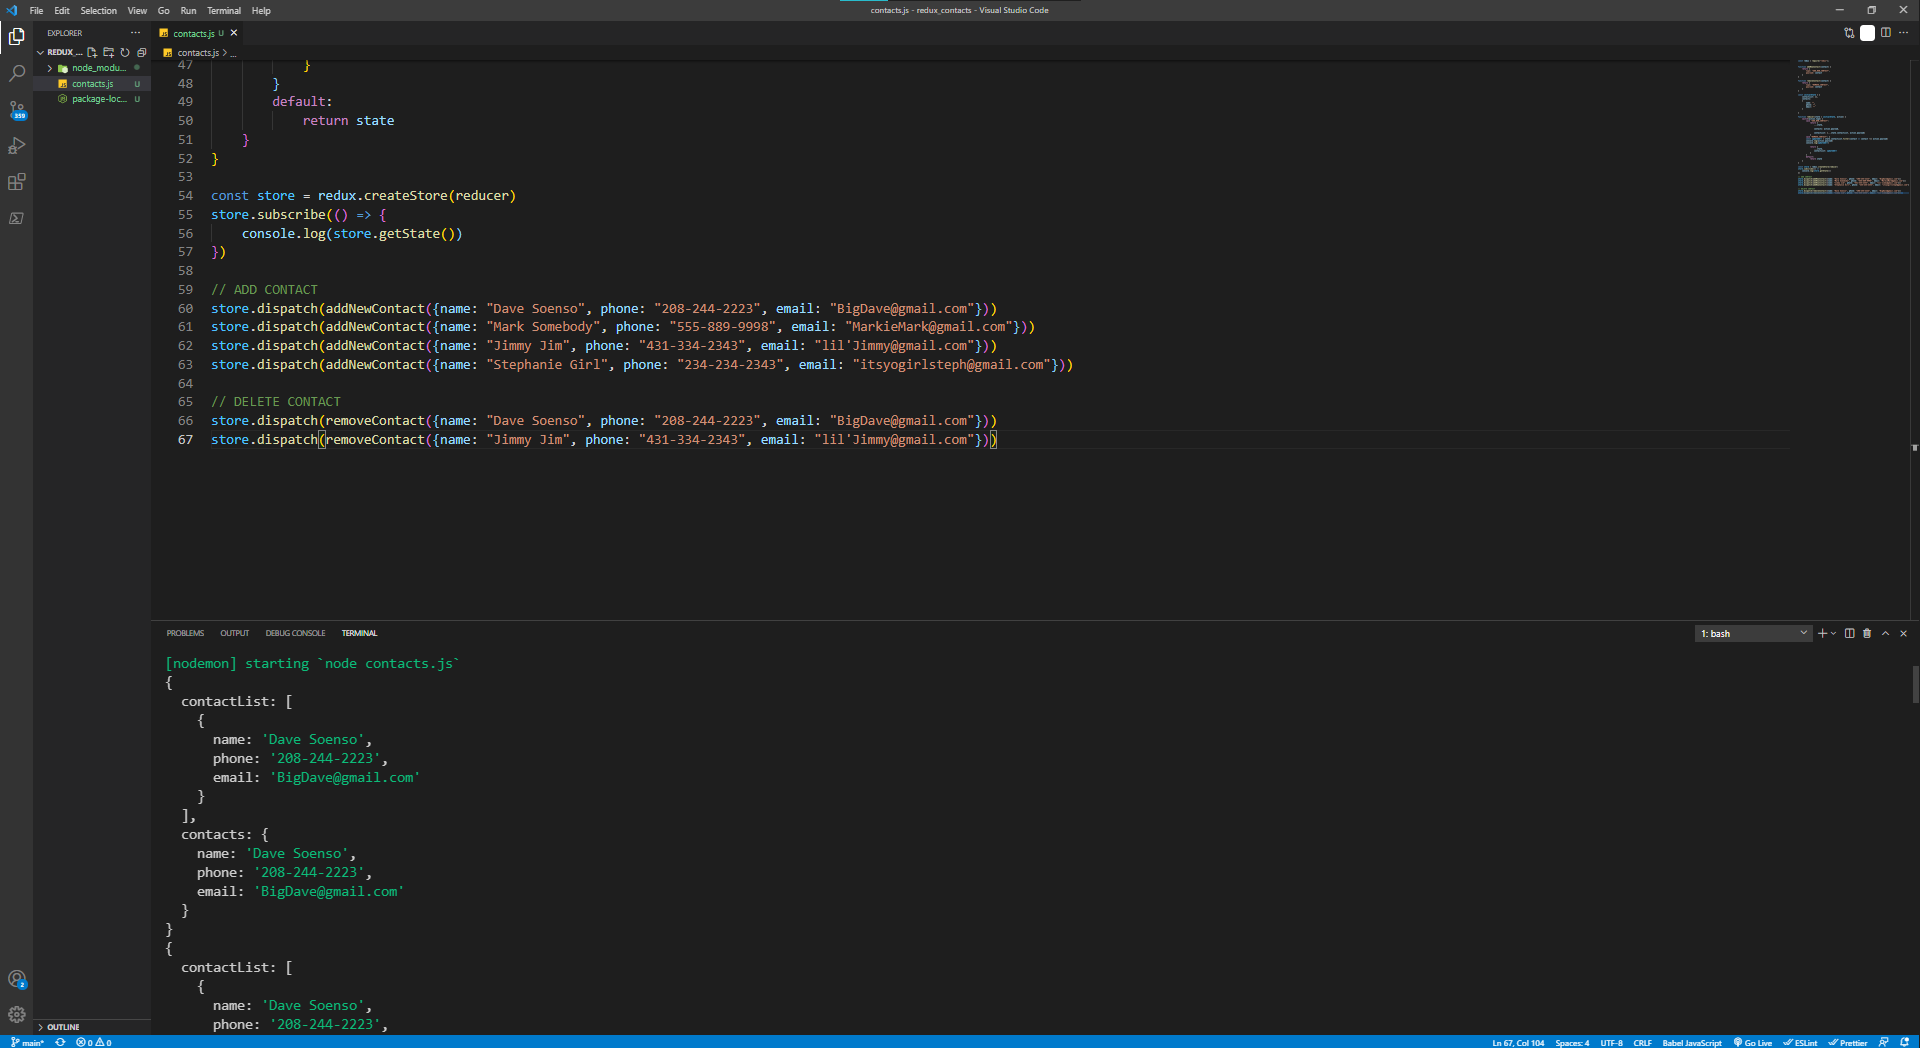 File Edit Selection View Go Run Terminal Help
contacts.js - redux_contacts - Visual Studio Code
EXPLORER
REDUX_...
node_modu...
contacts.js U
package-loc... U
359
2
OUTLINE
contacts.js U
contacts.js > ...
47 }
48 }
49 default:
50 return state
51 }
52 }
53
54 const store = redux.createStore(reducer)
55 store.subscribe(() => {
56 console.log(store.getState())
57 })
58
59 // ADD CONTACT
60 store.dispatch(addNewContact({name: "Dave Soenso", phone: "208-244-2223", email: "BigDave@gmail.com"}))
61 store.dispatch(addNewContact({name: "Mark Somebody", phone: "555-889-9998", email: "MarkieMark@gmail.com"}))
62 store.dispatch(addNewContact({name: "Jimmy Jim", phone: "431-334-2343", email: "lil'Jimmy@gmail.com"}))
63 store.dispatch(addNewContact({name: "Stephanie Girl", phone: "234-234-2343", email: "itsyogirlsteph@gmail.com"}))
64
65 // DELETE CONTACT
66 store.dispatch(removeContact({name: "Dave Soenso", phone: "208-244-2223", email: "BigDave@gmail.com"}))
67 store.dispatch(removeContact({name: "Jimmy Jim", phone: "431-334-2343", email: "lil'Jimmy@gmail.com"}))
PROBLEMS OUTPUT DEBUG CONSOLE TERMINAL
1: bash
[nodemon] starting `node contacts.js`
{
contactList: [
{
name: 'Dave Soenso',
phone: '208-244-2223',
email: 'BigDave@gmail.com'
}
],
contacts: {
name: 'Dave Soenso',
phone: '208-244-2223',
email: 'BigDave@gmail.com'
}
}
{
contactList: [
{
name: 'Dave Soenso',
phone: '208-244-2223',
main* 0 0
Ln 67, Col 104 Spaces: 4 UTF-8 CRLF Babel JavaScript Go Live ESLint Prettier